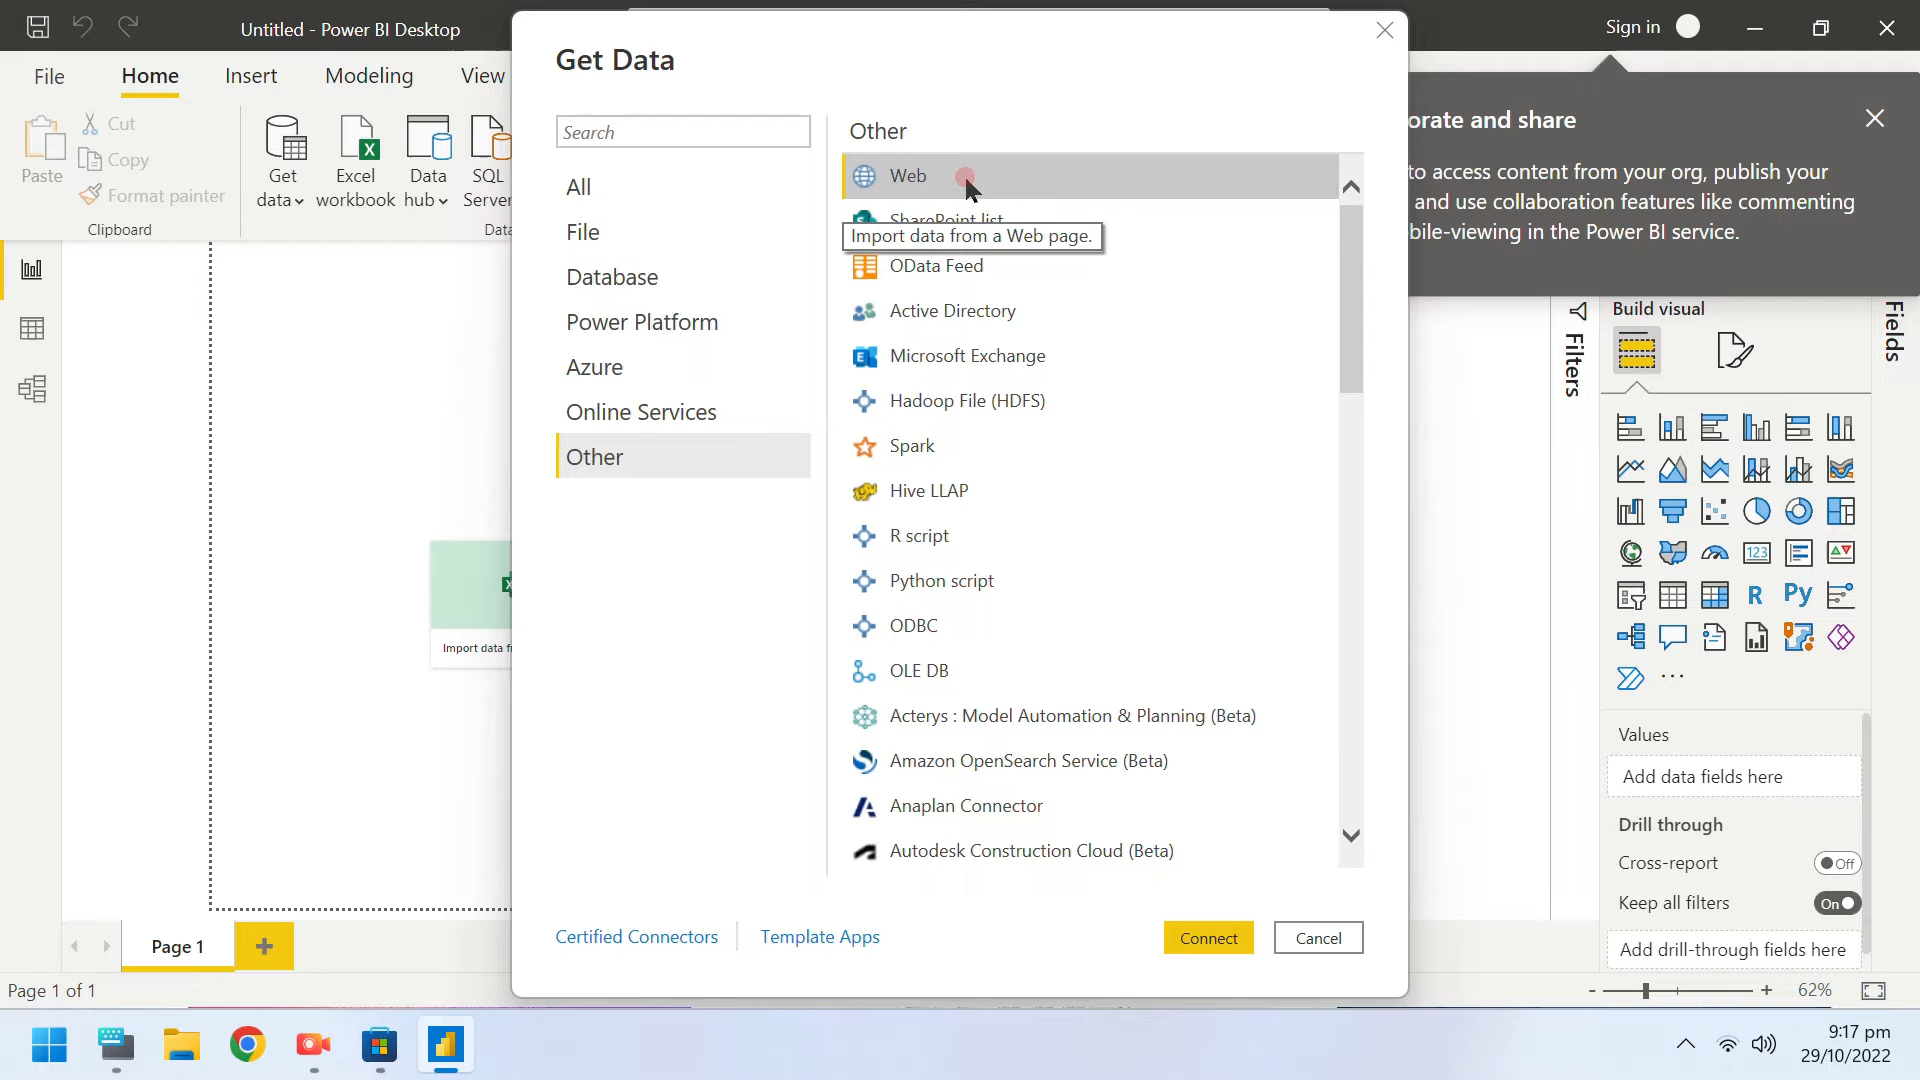 Untitled - Power BI Desktop
Sign in
File
Home
Insert
Modeling
View
Paste
Cut
Copy
Format painter
Clipboard
Get data
Excel workbook
Data hub
SQL Server
Get Data
Search
All
File
Database
Power Platform
Azure
Online Services
Other
Other
Web
SharePoint list
Import data from a Web page.
OData Feed
Active Directory
Microsoft Exchange
Hadoop File (HDFS)
Spark
Hive LLAP
R script
Python script
ODBC
OLE DB
Acterys : Model Automation & Planning (Beta)
Amazon OpenSearch Service (Beta)
Anaplan Connector
Autodesk Construction Cloud (Beta)
Certified Connectors
Template Apps
Connect
Cancel
orate and share
to access content from your org, publish your
and use collaboration features like commenting
bile-viewing in the Power BI service.
Import data
Filters
Build visual
Fields
123
R
Py
Values
Add data fields here
Drill through
Cross-report
Off
Keep all filters
On
Add drill-through fields here
Page 1
Page 1 of 1
- + 62%
9:17 pm
29/10/2022